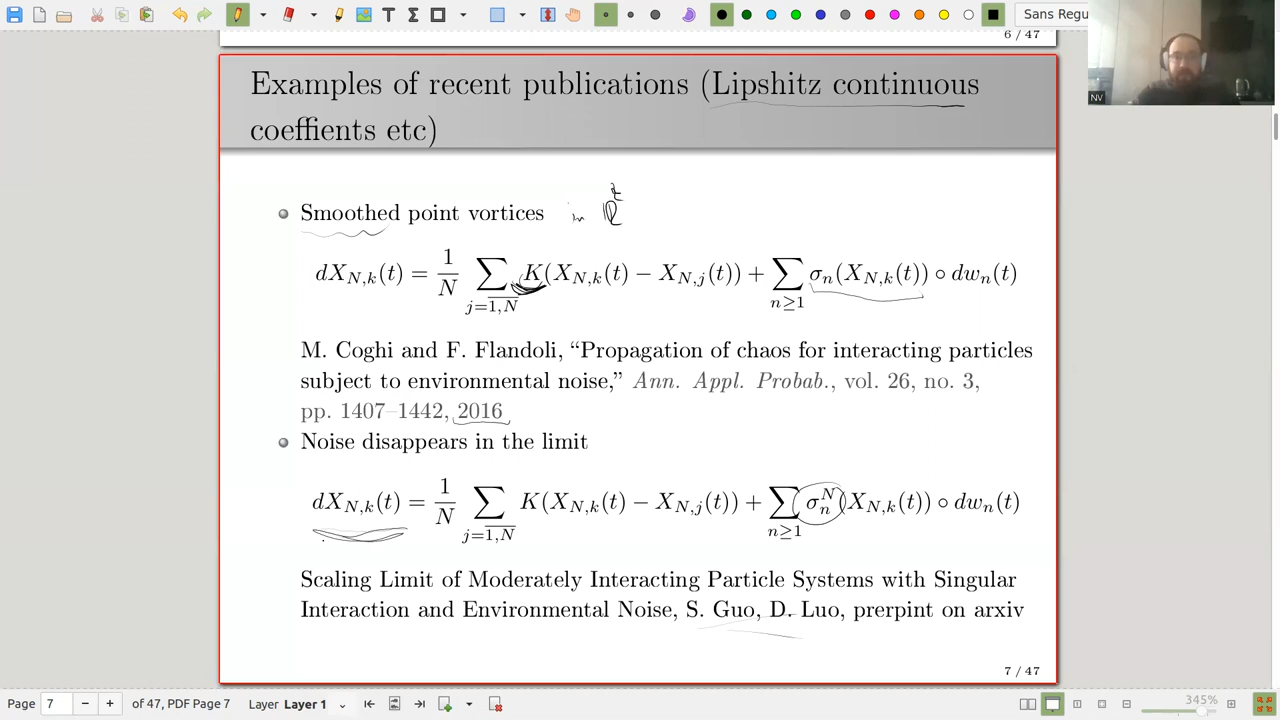 Sans Regu
6 / 47
NV
Examples of recent publications (Lipshitz continuous
coeffients etc)
Smoothed point vortices in ℝ²
dX_{N,k}(t) = 1/N ∑_{j=1,N} K(X_{N,k}(t) − X_{N,j}(t)) + ∑_{n≥1} σ_n(X_{N,k}(t)) ∘ dw_n(t)
M. Coghi and F. Flandoli, “Propagation of chaos for interacting particles
subject to environmental noise,” Ann. Appl. Probab., vol. 26, no. 3,
pp. 1407–1442, 2016
Noise disappears in the limit
dX_{N,k}(t) = 1/N ∑_{j=1,N} K(X_{N,k}(t) − X_{N,j}(t)) + ∑_{n≥1} σ_n^N(X_{N,k}(t)) ∘ dw_n(t)
Scaling Limit of Moderately Interacting Particle Systems with Singular
Interaction and Environmental Noise, S. Guo, D. Luo, prerpint on arxiv
7 / 47
Page 7 of 47, PDF Page 7 Layer Layer 1 345%